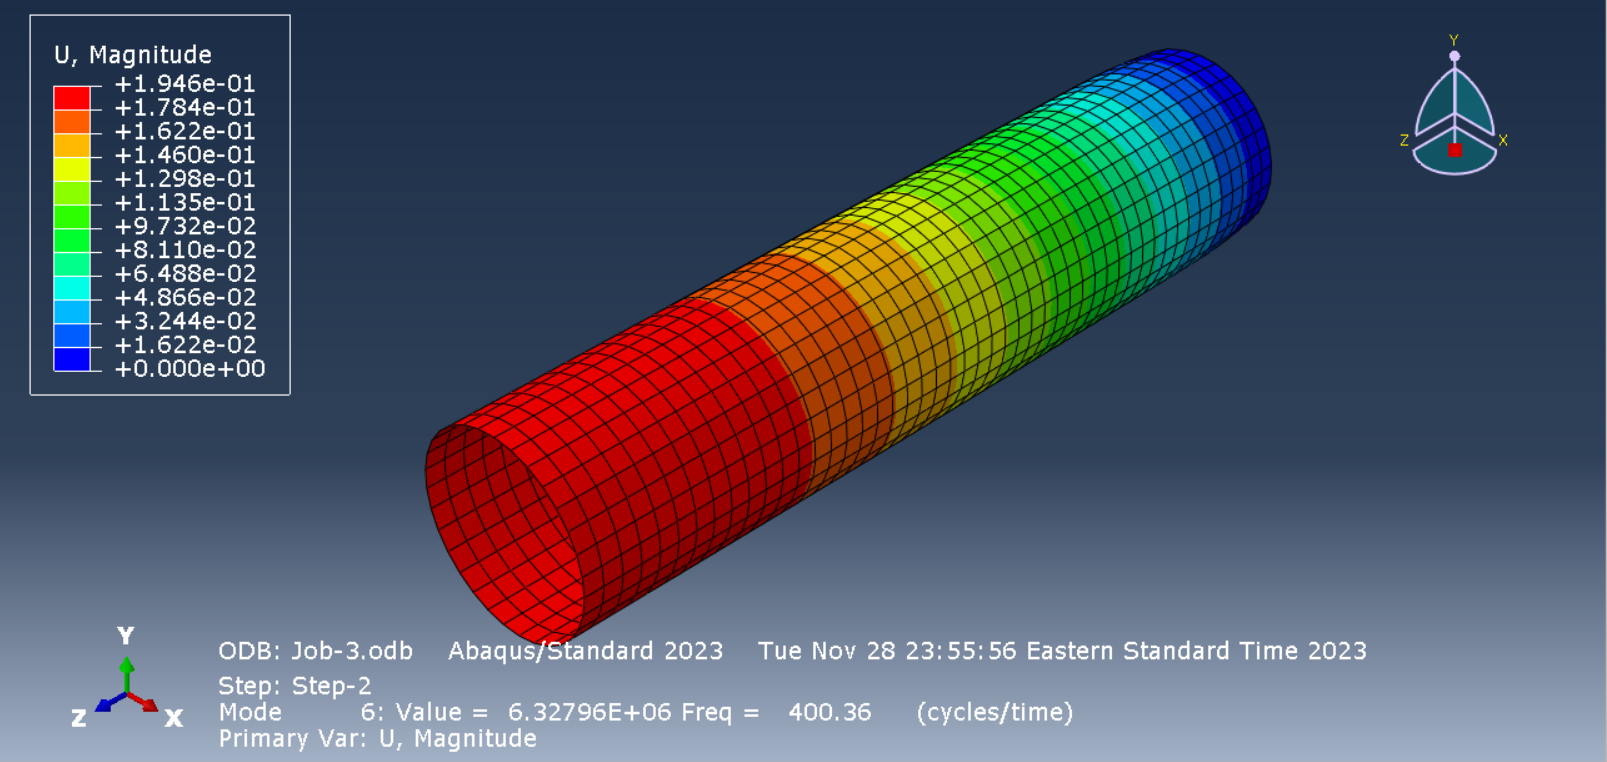 U, Magnitude
+1.946e-01
+1.784e-01
+1.622e-01
+1.460e-01
+1.298e-01
+1.135e-01
+9.732e-02
+8.110e-02
+6.488e-02
+4.866e-02
+3.244e-02
+1.622e-02
+0.000e+00
Y
Z
X
Y
Z
X
ODB: Job-3.odb Abaqus/Standard 2023 Tue Nov 28 23:55:56 Eastern Standard Time 2023
Step: Step-2
Mode 6: Value = 6.32796E+06 Freq = 400.36 (cycles/time)
Primary Var: U, Magnitude